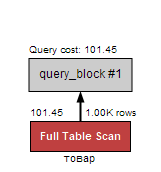 Query cost: 101.45
query_block #1
101.45 1.00K rows
Full Table Scan
товар